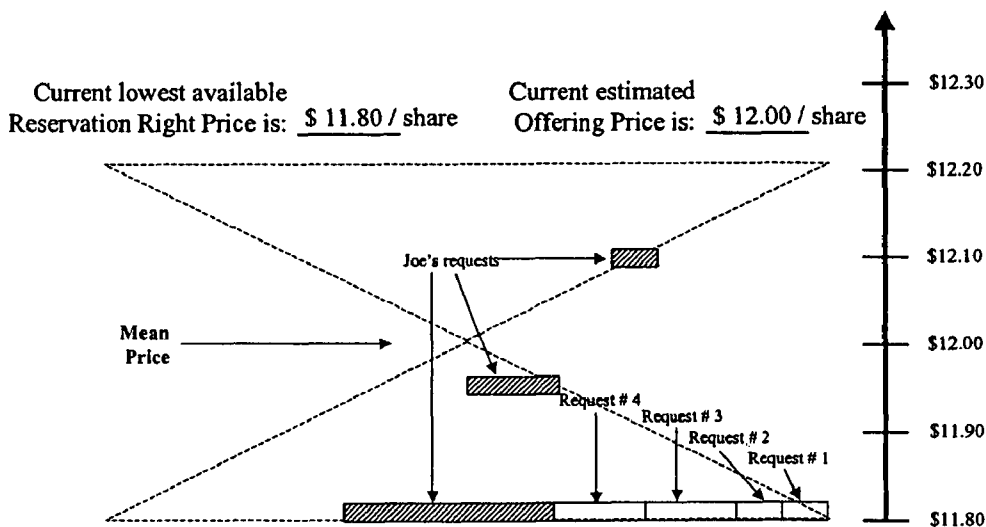 Current lowest available
Reservation Right Price is: $ 11.80 / share
Current estimated
Offering Price is: $ 12.00 / share
$12.30
$12.20
$12.10
Joe's requests
Mean
Price
$12.00
Request # 4
Request # 3
Request # 2
Request # 1
$11.90
$11.80